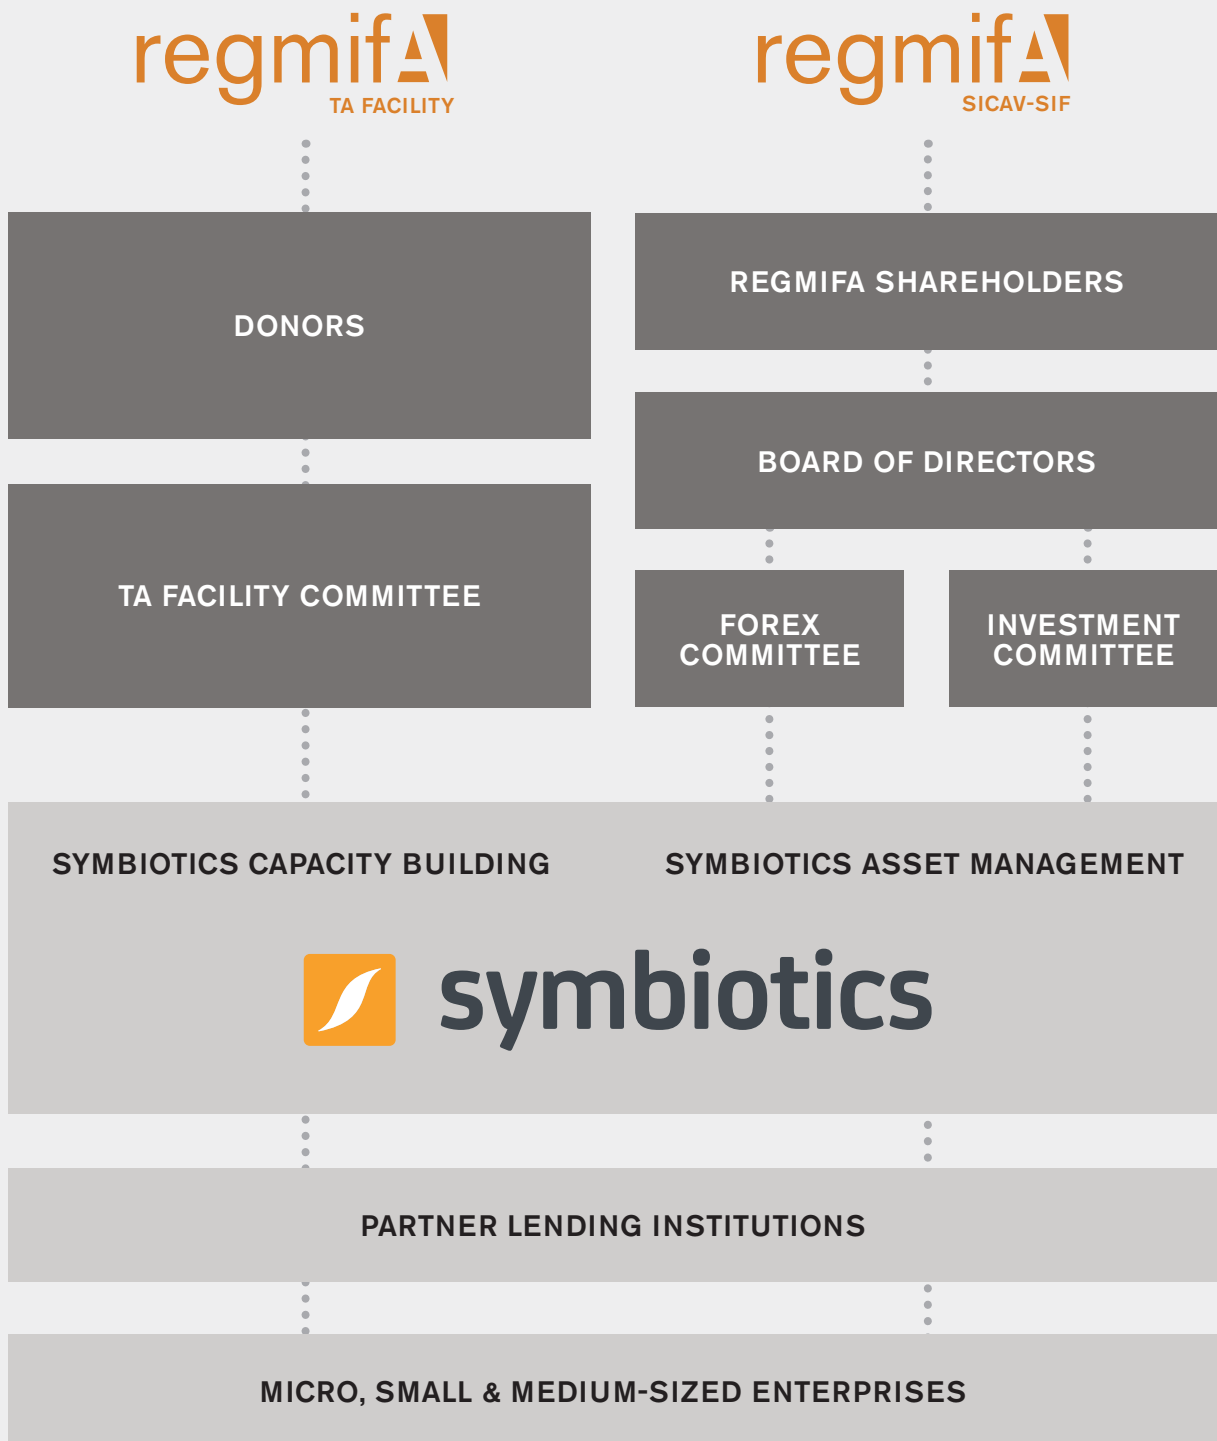 regmifA
TA FACILITY
regmifA
SICAV-SIF
DONORS
TA FACILITY COMMITTEE
REGMIFA SHAREHOLDERS
BOARD OF DIRECTORS
FOREX
COMMITTEE
INVESTMENT
COMMITTEE
SYMBIOTICS CAPACITY BUILDING
SYMBIOTICS ASSET MANAGEMENT
symbiotics
PARTNER LENDING INSTITUTIONS
MICRO, SMALL & MEDIUM-SIZED ENTERPRISES